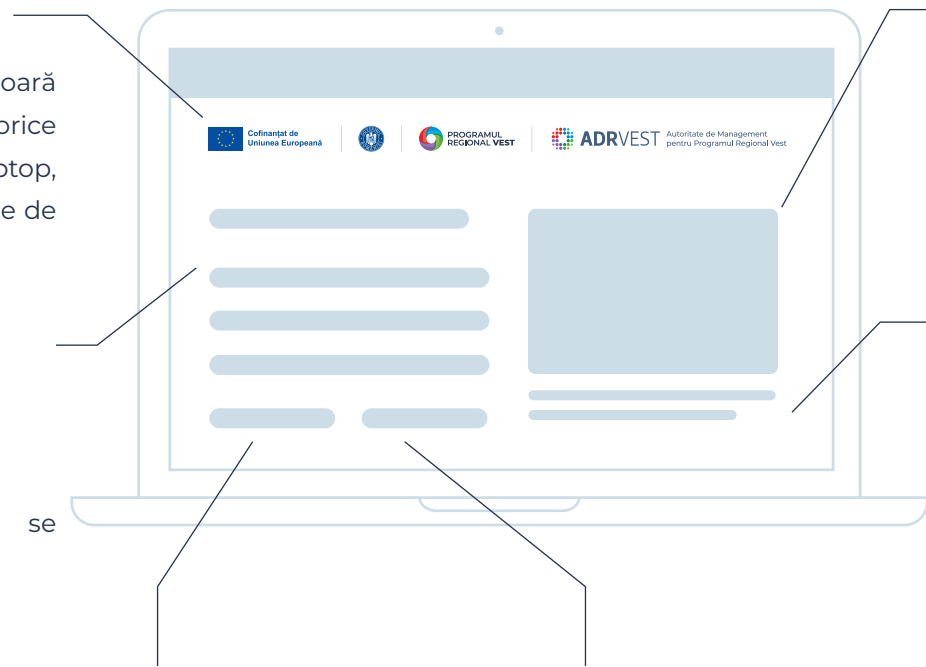 oară
orice
otop,
e de
Cofinanțat de
Uniunea Europeană
PROGRAMUL
REGIONAL VEST
ADRVEST
Autoritate de Management
pentru Programul Regional Vest
se